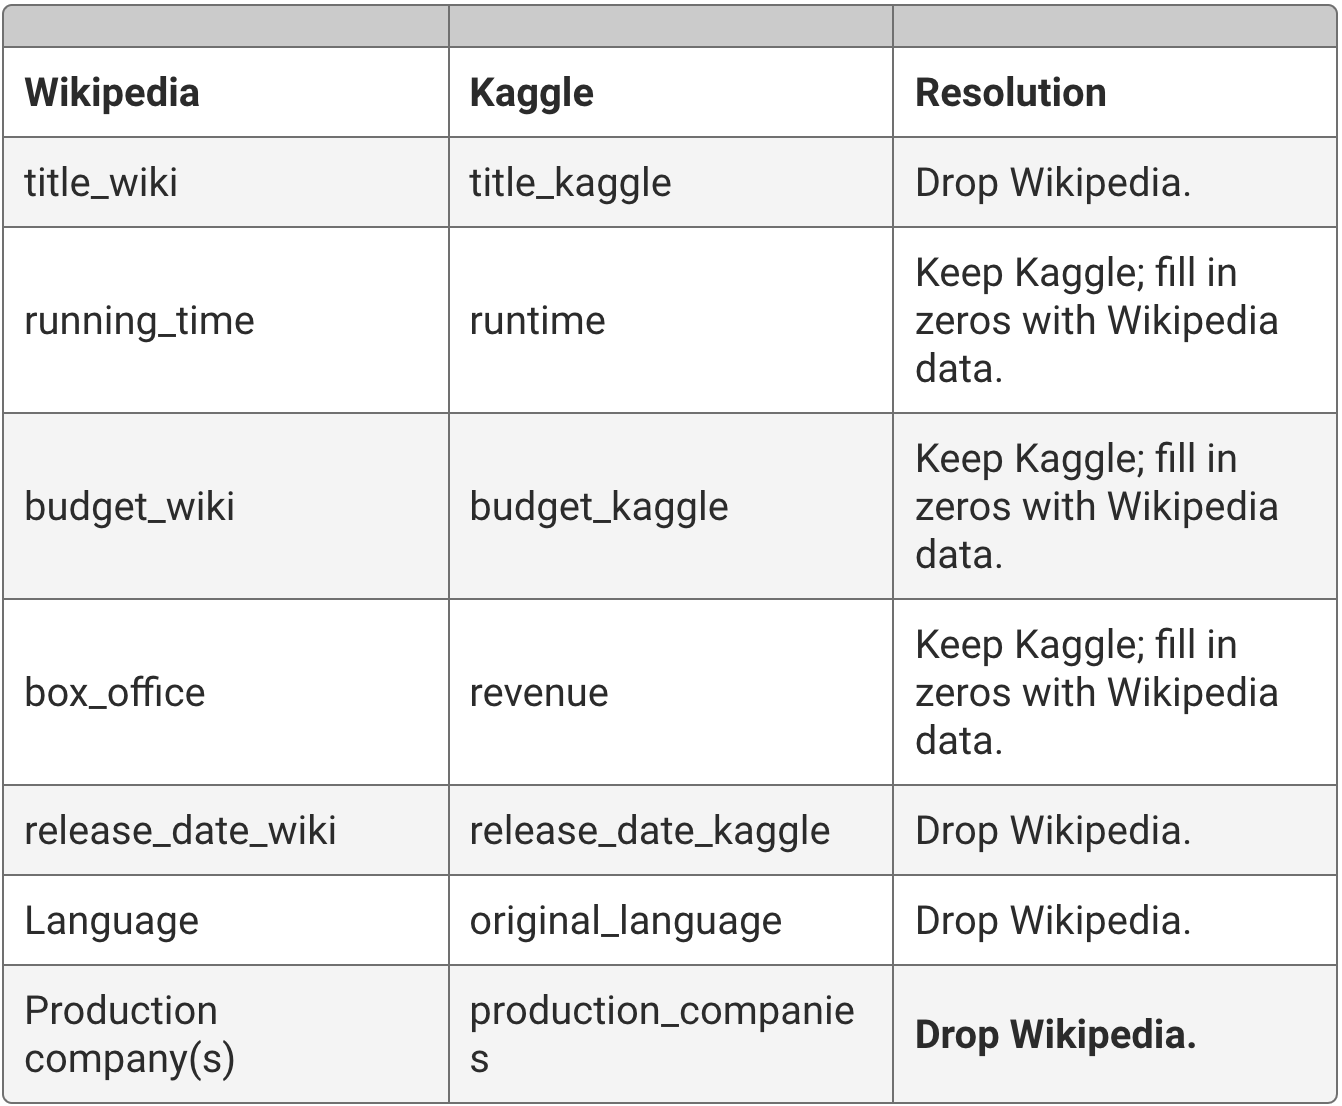 Wikipedia Kaggle Resolution
title_wiki title_kaggle Drop Wikipedia.
running_time runtime Keep Kaggle; fill in
zeros with Wikipedia
data.
budget_wiki budget_kaggle Keep Kaggle; fill in
zeros with Wikipedia
data.
box_office revenue Keep Kaggle; fill in
zeros with Wikipedia
data.
release_date_wiki release_date_kaggle Drop Wikipedia.
Language original_language Drop Wikipedia.
Production
company(s)
production_companie
s
Drop Wikipedia.